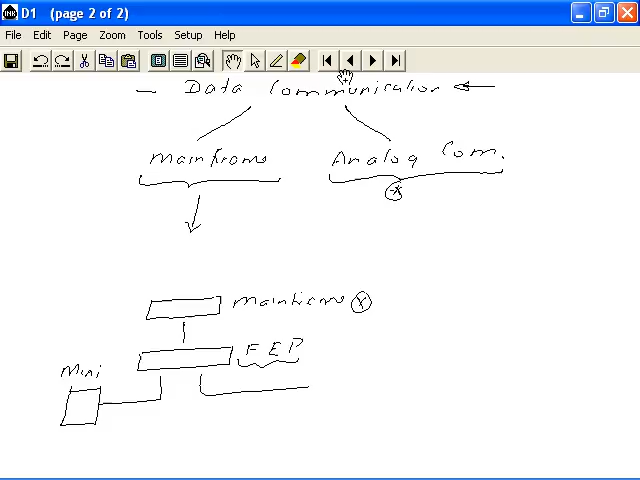 D1 (page 2 of 2)
File Edit Page Zoom Tools Setup Help
Data Communication
Mainframe Analog Com.
Mainframe X
FEP
Mini